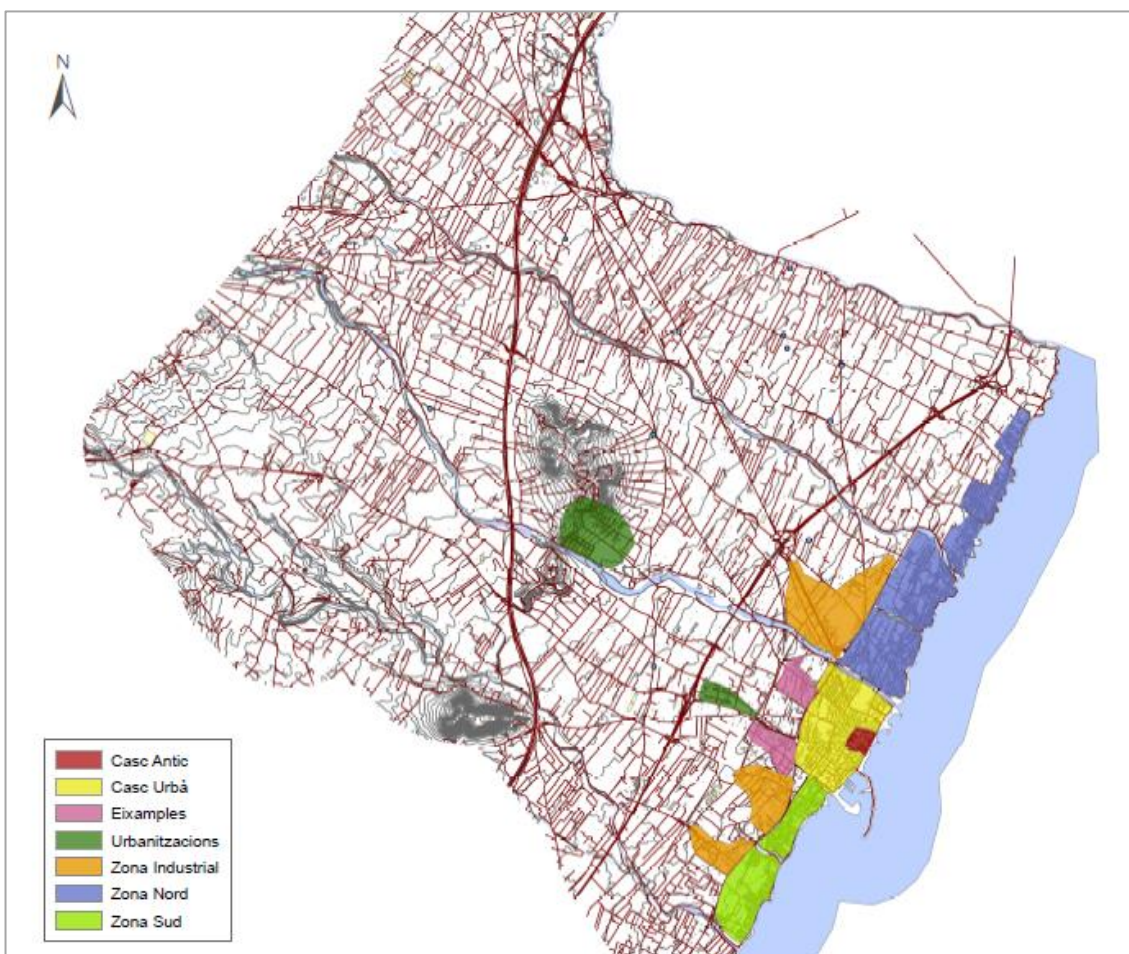 N
Casc Antic
Casc Urbà
Eixamples
Urbanitzacions
Zona Industrial
Zona Nord
Zona Sud